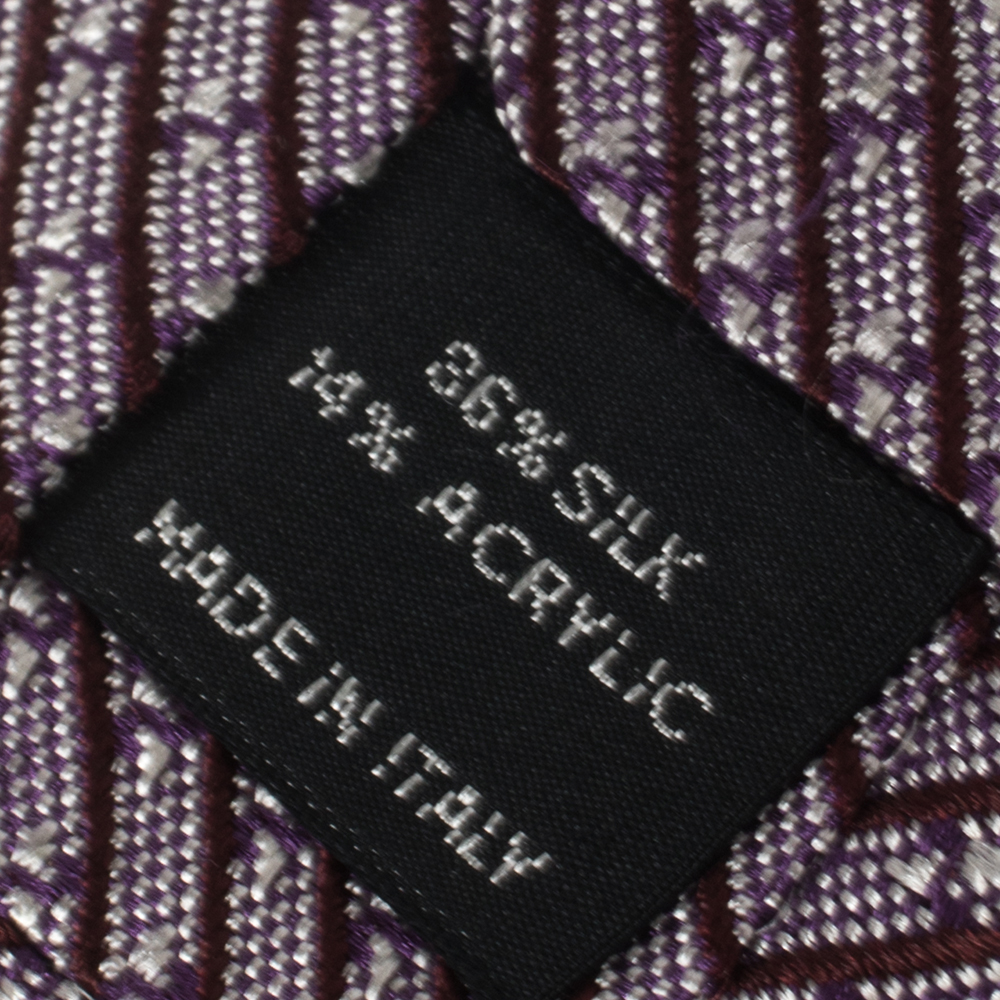 86% SILK
14% ACRYLIC
MADE IN ITALY